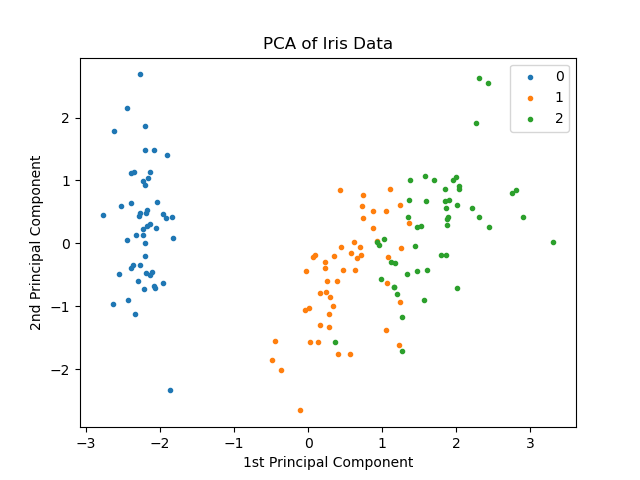 PCA of Iris Data
0
1
2
2nd Principal Component
2
1
0
−1
−2
−3 −2 −1 0 1 2 3
1st Principal Component